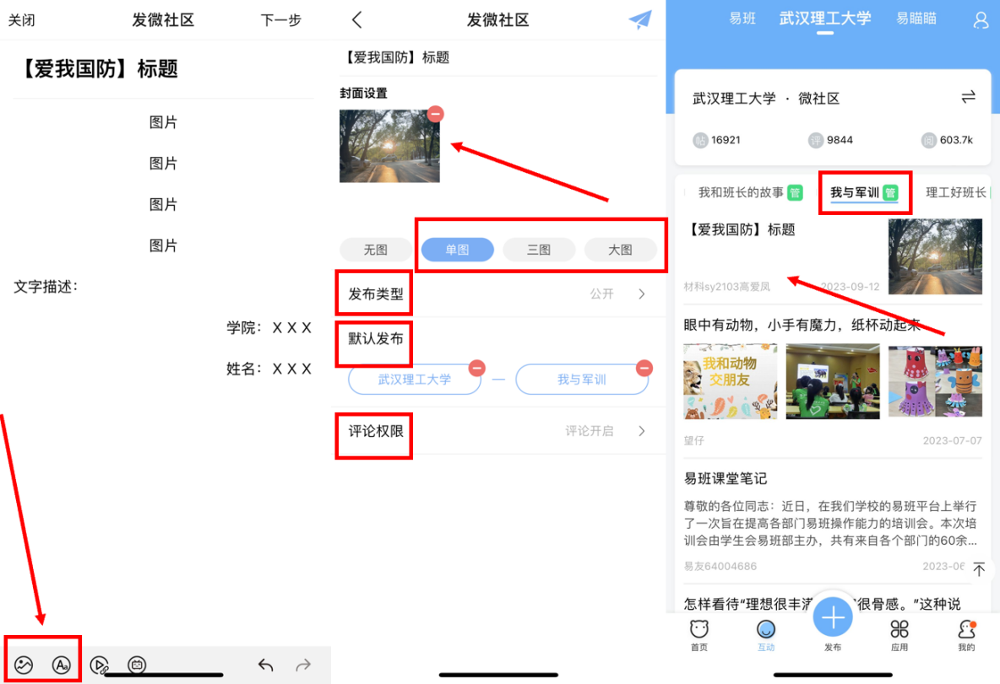 关闭
发微社区
下一步
【爱我国防】标题
图片
图片
图片
图片
文字描述：
学院：X X X
姓名：X X X
Aa
发微社区
【爱我国防】标题
封面设置
无图
单图
三图
大图
发布类型
公开
默认发布
武汉理工大学
我与军训
评论权限
评论开启
易班
武汉理工大学
易瞄瞄
武汉理工大学 · 微社区
帖 16921
评 9844
阅 603.7k
我和班长的故事 管
我与军训 管
理工好班长
【爱我国防】标题
材料sy2103高爱凤
2023-09-12
眼中有动物，小手有魔力，纸杯动起来
我和动物
交朋友
望仔
2023-07-07
易班课堂笔记
尊敬的各位同志：近日，在我们学校的易班平台上举行
了一次旨在提高各部门易班操作能力的培训会。本次培
训会由学生会易班部主办，共有来自各个部门的60余...
易友64004686
2023-06
怎样看待“理想很丰满 很骨感。”这种说
首页
互动
发布
应用
我的